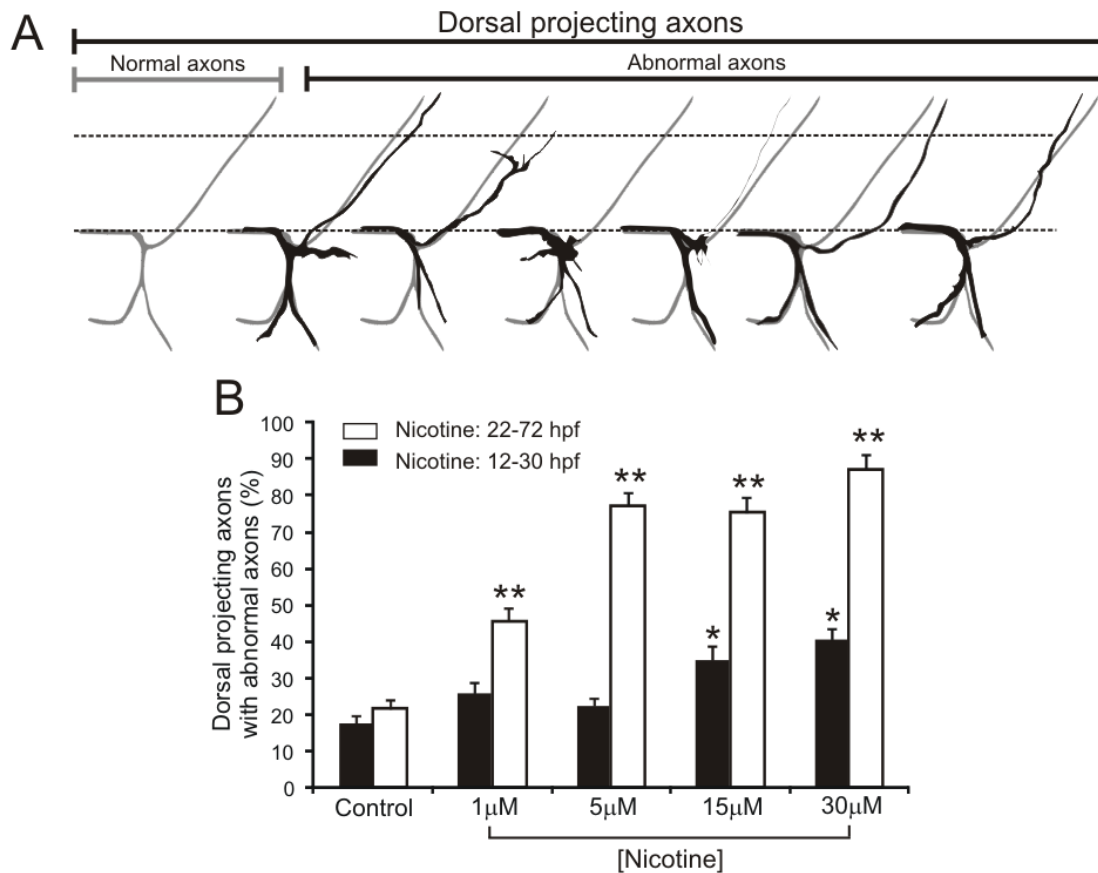 A
Dorsal projecting axons
Normal axons
Abnormal axons
B
Nicotine: 22-72 hpf
Nicotine: 12-30 hpf
Dorsal projecting axons
with abnormal axons (%)
100
90
80
70
60
50
40
30
20
10
0
**
**
*
**
*
**
Control
1μM
5μM
15μM
30μM
[Nicotine]